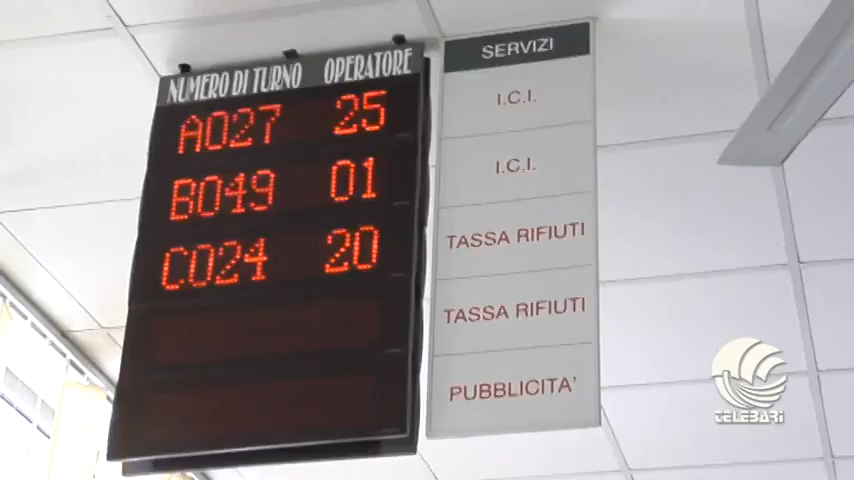 NUMERO DI TURNO OPERATORE
A027 25
B049 01
C024 20
SERVIZI
I.C.I.
I.C.I.
TASSA RIFIUTI
TASSA RIFIUTI
PUBBLICITA'
TELEBARI